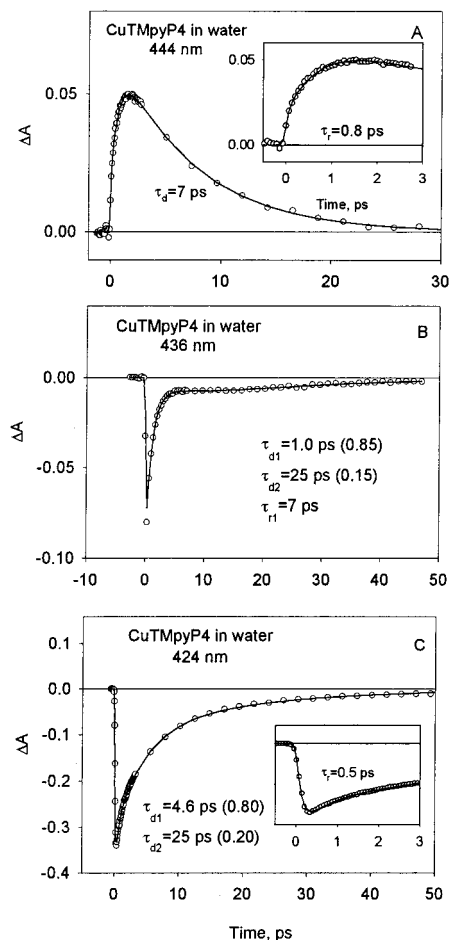 CuTMpyP4 in water
444 nm
A
0.05
0.00
ΔA
τr=0.8 ps
0 1 2 3
Time, ps
τd=7 ps
0.05
0.00
0 10 20 30
CuTMpyP4 in water
436 nm
B
0.00
-0.05
-0.10
ΔA
τd1=1.0 ps (0.85)
τd2=25 ps (0.15)
τr1=7 ps
-10 0 10 20 30 40 50
CuTMpyP4 in water
424 nm
C
0.1
0.0
-0.1
-0.2
-0.3
-0.4
ΔA
τr=0.5 ps
0 1 2 3
τd1=4.6 ps (0.80)
τd2=25 ps (0.20)
0 10 20 30 40 50
Time, ps